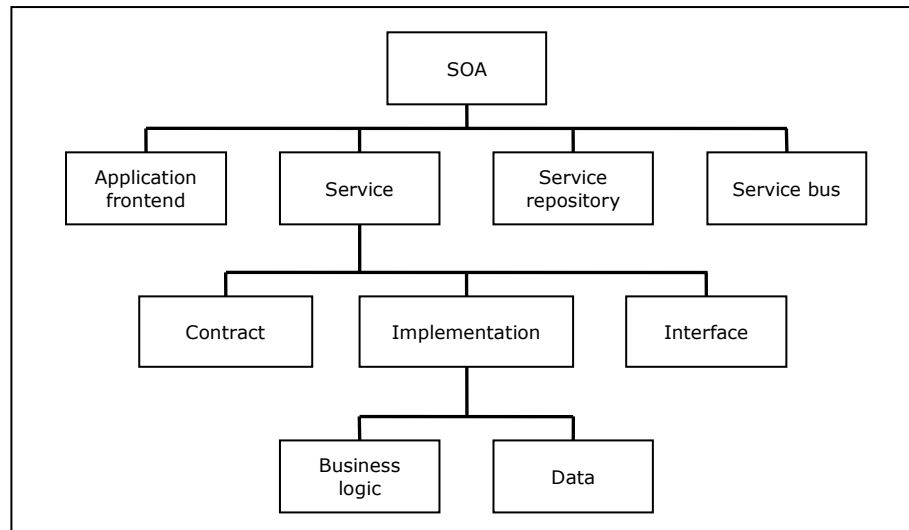 SOA
Application
frontend
Service
Service
repository
Service bus
Contract
Implementation
Interface
Business
logic
Data